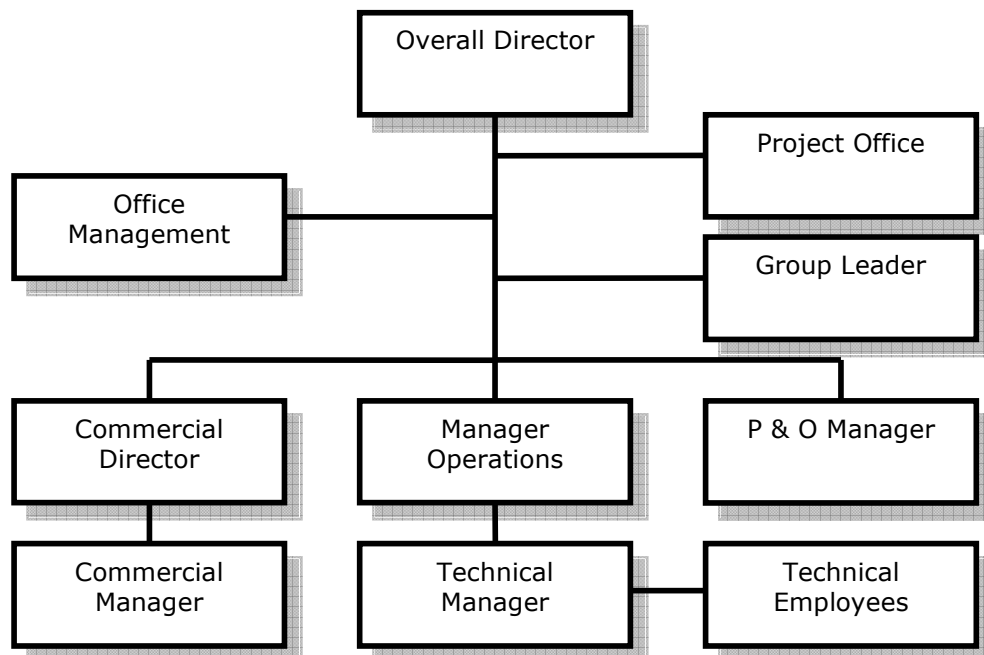 Overall Director
Project Office
Office
Management
Group Leader
Commercial
Director
Manager
Operations
P & O Manager
Commercial
Manager
Technical
Manager
Technical
Employees